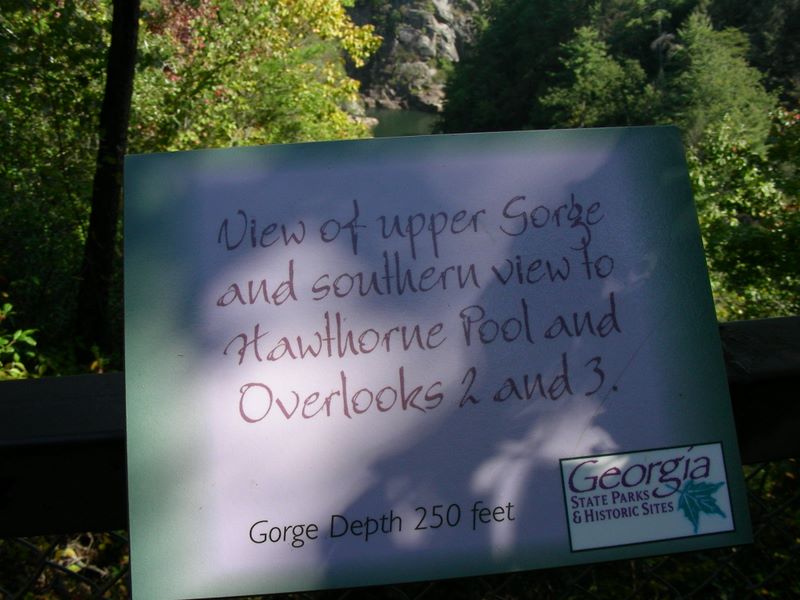 View of upper Gorge
and southern view to
Hawthorne Pool and
Overlooks 2 and 3.
Gorge Depth 250 feet
Georgia
STATE PARKS
& HISTORIC SITES